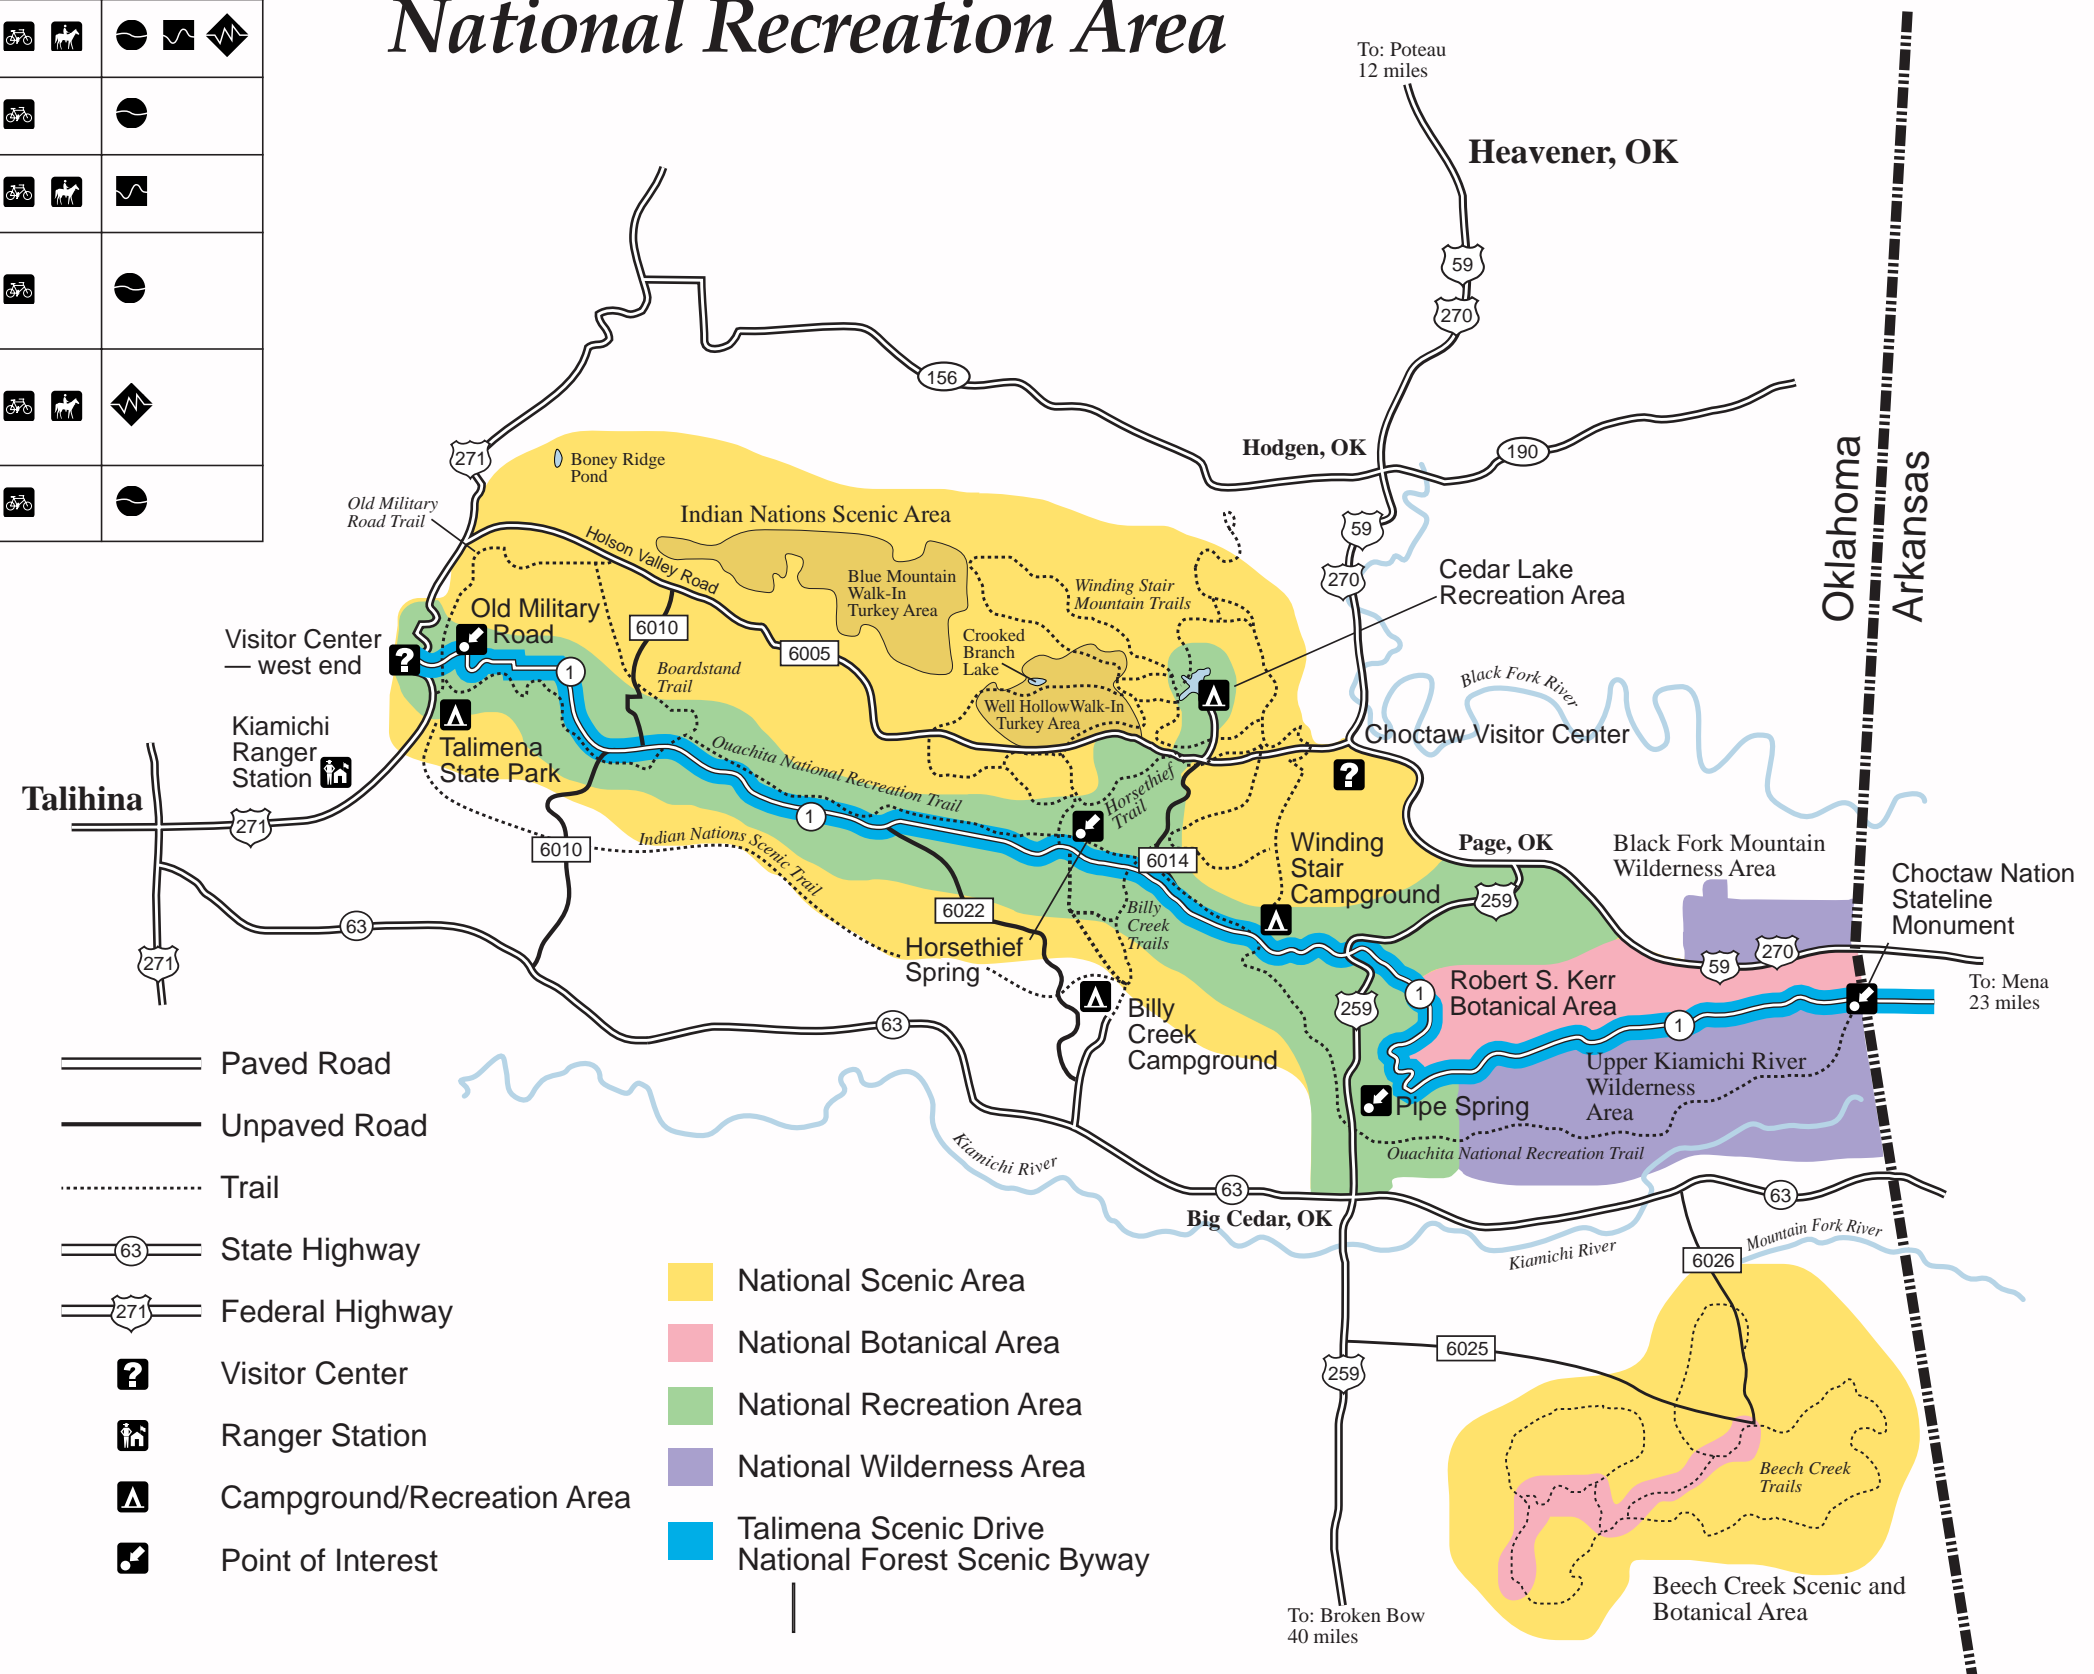 National Recreation Area
To: Poteau
12 miles
Heavener, OK
59
270
156
Hodgen, OK
190
271
Boney Ridge
Pond
Old Military
Road Trail
Indian Nations Scenic Area
Holson Valley Road
59
270
Oklahoma
Arkansas
Blue Mountain
Walk-In
Turkey Area
Winding Stair
Mountain Trails
Cedar Lake
Recreation Area
Old Military
Road
6010
6005
Crooked
Branch
Lake
Visitor Center
— west end
1
Boardstand
Trail
Black Fork River
Well HollowWalk-In
Turkey Area
Kiamichi
Ranger
Station
Talimena
State Park
Ouachita National Recreation Trail
Choctaw Visitor Center
Horsethief
Trail
Talihina
271
1
6010
Indian Nations Scenic Trail
6014
Winding
Stair
Campground
Page, OK
259
Black Fork Mountain
Wilderness Area
Choctaw Nation
Stateline
Monument
6022
Billy
Creek
Trails
63
271
Horsethief
Spring
59
270
To: Mena
23 miles
Robert S. Kerr
Botanical Area
1
259
1
Billy
Creek
Campground
63
Upper Kiamichi River
Wilderness
Area
Pipe Spring
Ouachita National Recreation Trail
Kiamichi River
63
63
Big Cedar, OK
Kiamichi River
6026
Mountain Fork River
6025
259
Beech Creek
Trails
Beech Creek Scenic and
Botanical Area
To: Broken Bow
40 miles
Paved Road
Unpaved Road
Trail
63
State Highway
271
Federal Highway
Visitor Center
Ranger Station
Campground/Recreation Area
Point of Interest
National Scenic Area
National Botanical Area
National Recreation Area
National Wilderness Area
Talimena Scenic Drive
National Forest Scenic Byway